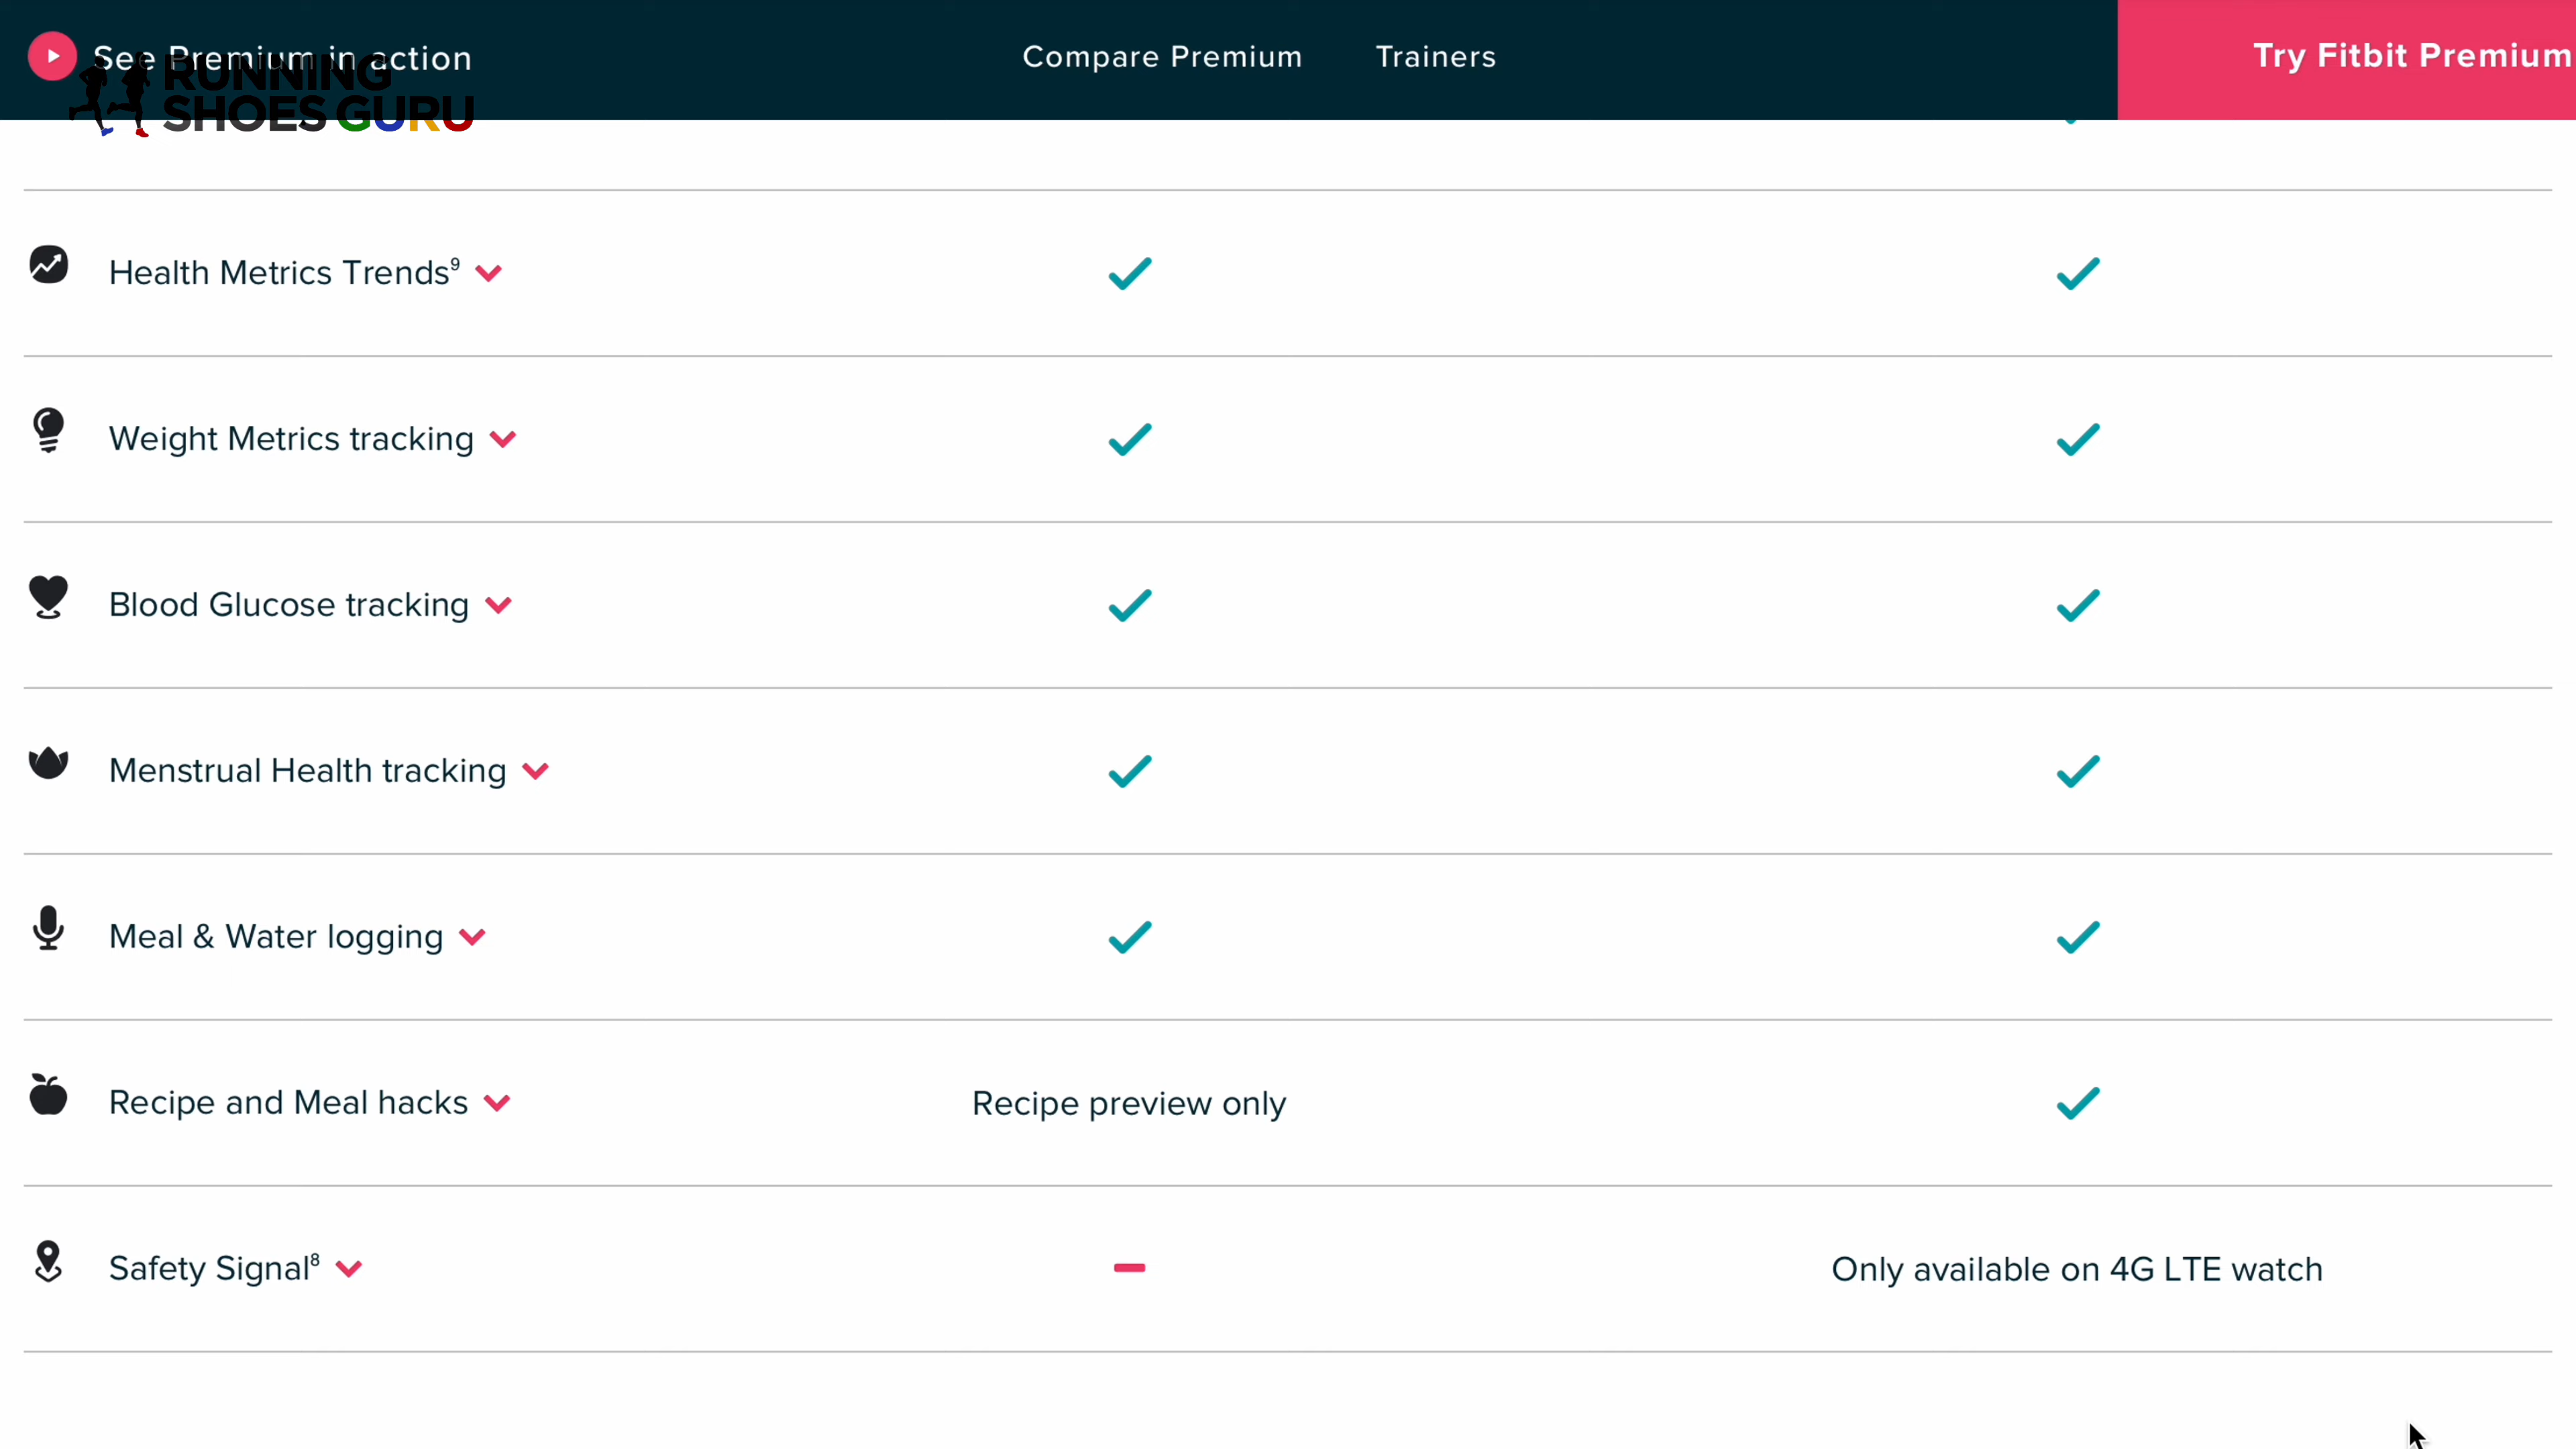 See Premium in action
RUNNING
SHOES GURU
Compare Premium
Trainers
Try Fitbit Premium
Health Metrics Trends9
Weight Metrics tracking
Blood Glucose tracking
Menstrual Health tracking
Meal & Water logging
Recipe and Meal hacks
Recipe preview only
Safety Signal8
Only available on 4G LTE watch